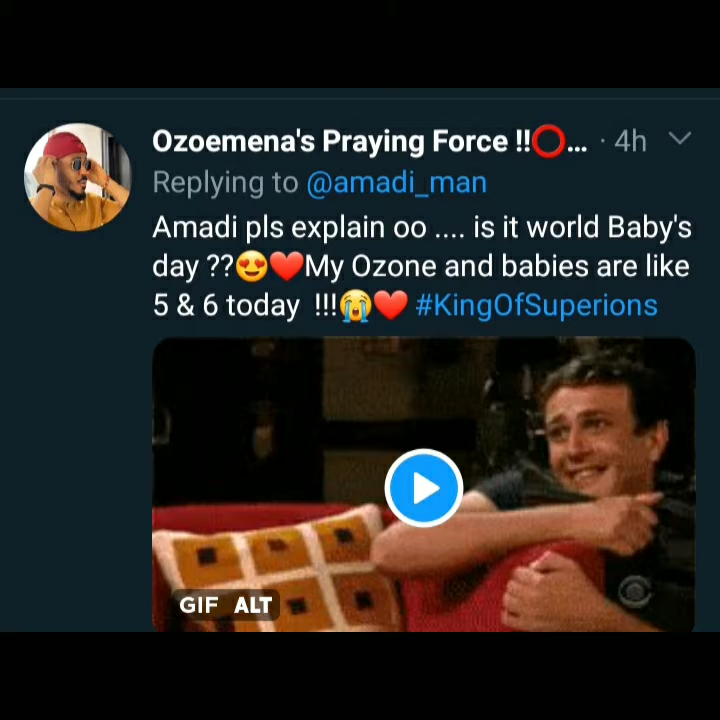 Ozoemena's Praying Force !!⭕... · 4h
Replying to @amadi_man
Amadi pls explain oo .... is it world Baby's
day ??😍❤️My Ozone and babies are like
5 & 6 today !!!😭❤️ #KingOfSuperions
GIF ALT